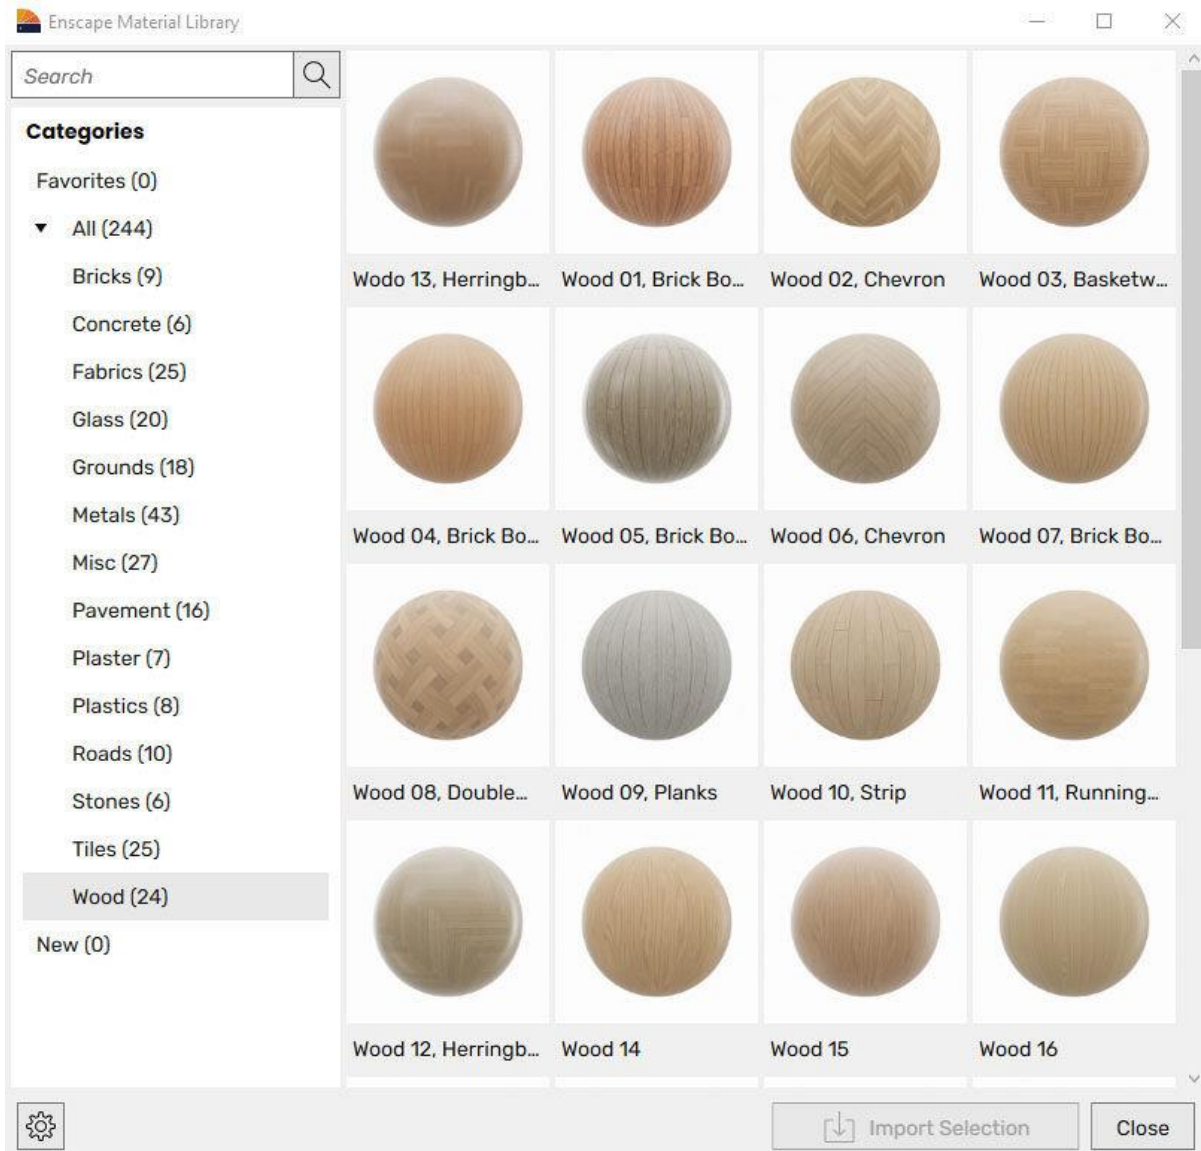 Enscape Material Library
Search
Categories
Favorites (0)
All (244)
Bricks (9)
Concrete (6)
Fabrics (25)
Glass (20)
Grounds (18)
Metals (43)
Misc (27)
Pavement (16)
Plaster (7)
Plastics (8)
Roads (10)
Stones (6)
Tiles (25)
Wood (24)
New (0)
Wodo 13, Herringb...
Wood 01, Brick Bo...
Wood 02, Chevron
Wood 03, Basketw...
Wood 04, Brick Bo...
Wood 05, Brick Bo...
Wood 06, Chevron
Wood 07, Brick Bo...
Wood 08, Double...
Wood 09, Planks
Wood 10, Strip
Wood 11, Running...
Wood 12, Herringb...
Wood 14
Wood 15
Wood 16
Import Selection
Close